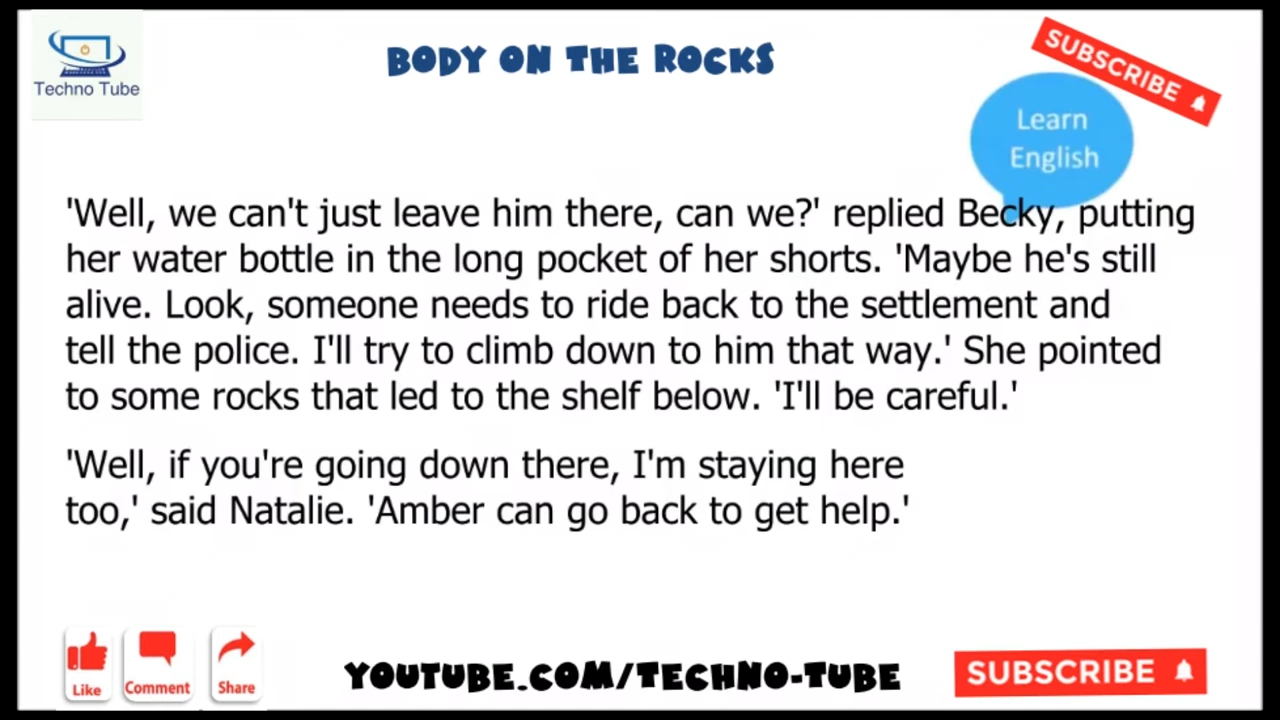 BODY ON THE ROCKS
SUBSCRIBE
Techno Tube
Learn
English
'Well, we can't just leave him there, can we?' replied Becky, putting
her water bottle in the long pocket of her shorts. 'Maybe he's still
alive. Look, someone needs to ride back to the settlement and
tell the police. I'll try to climb down to him that way.' She pointed
to some rocks that led to the shelf below. 'I'll be careful.'
'Well, if you're going down there, I'm staying here
too,' said Natalie. 'Amber can go back to get help.'
Like
Comment
Share
YOUTUBE.COM/TECHNO-TUBE
SUBSCRIBE